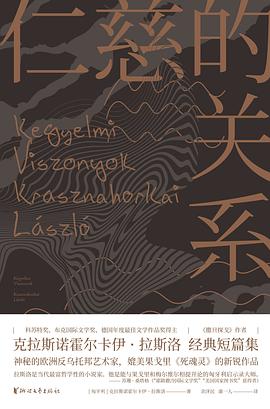 仁慈的关系
Kegyelmi
Viszonyok
Krasznahorkai
László
| 科苏特奖、布克国际文学奖、德国年度最佳文学作品奖得主 | 《撒旦探戈》作者 |
克拉斯诺霍尔卡伊·拉斯洛 经典短篇集
神秘的欧洲反乌托邦艺术家，媲美果戈里《死魂灵》的新锐作品
浙江文艺出版社